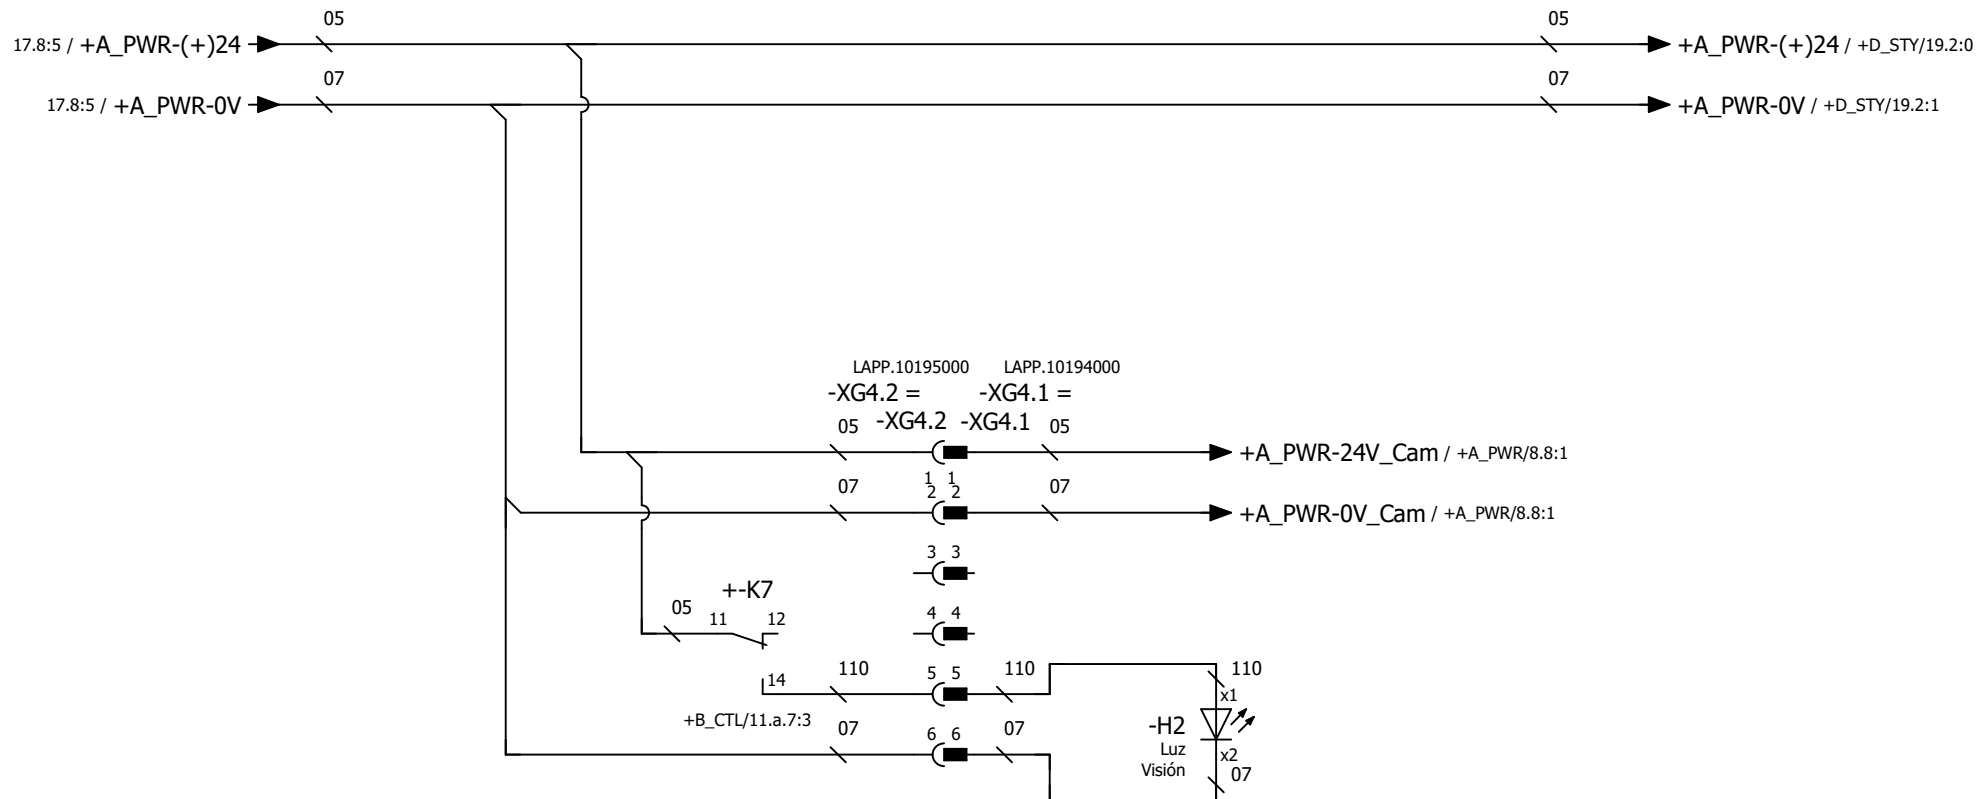 05
05
17.8:5 / +A_PWR-(+)24
+A_PWR-(+)24 / +D_STY/19.2:0
07
07
17.8:5 / +A_PWR-0V
+A_PWR-0V / +D_STY/19.2:1
LAPP.10195000
LAPP.10194000
-XG4.2 =
-XG4.1 =
-XG4.2
-XG4.1
05
05
+A_PWR-24V_Cam / +A_PWR/8.8:1
1 1
07
2 2
07
+A_PWR-0V_Cam / +A_PWR/8.8:1
3 3
+-K7
05
11
12
4 4
14
110
5 5
110
110
x1
+B_CTL/11.a.7:3
07
6 6
07
-H2
Luz
Visión
x2
07